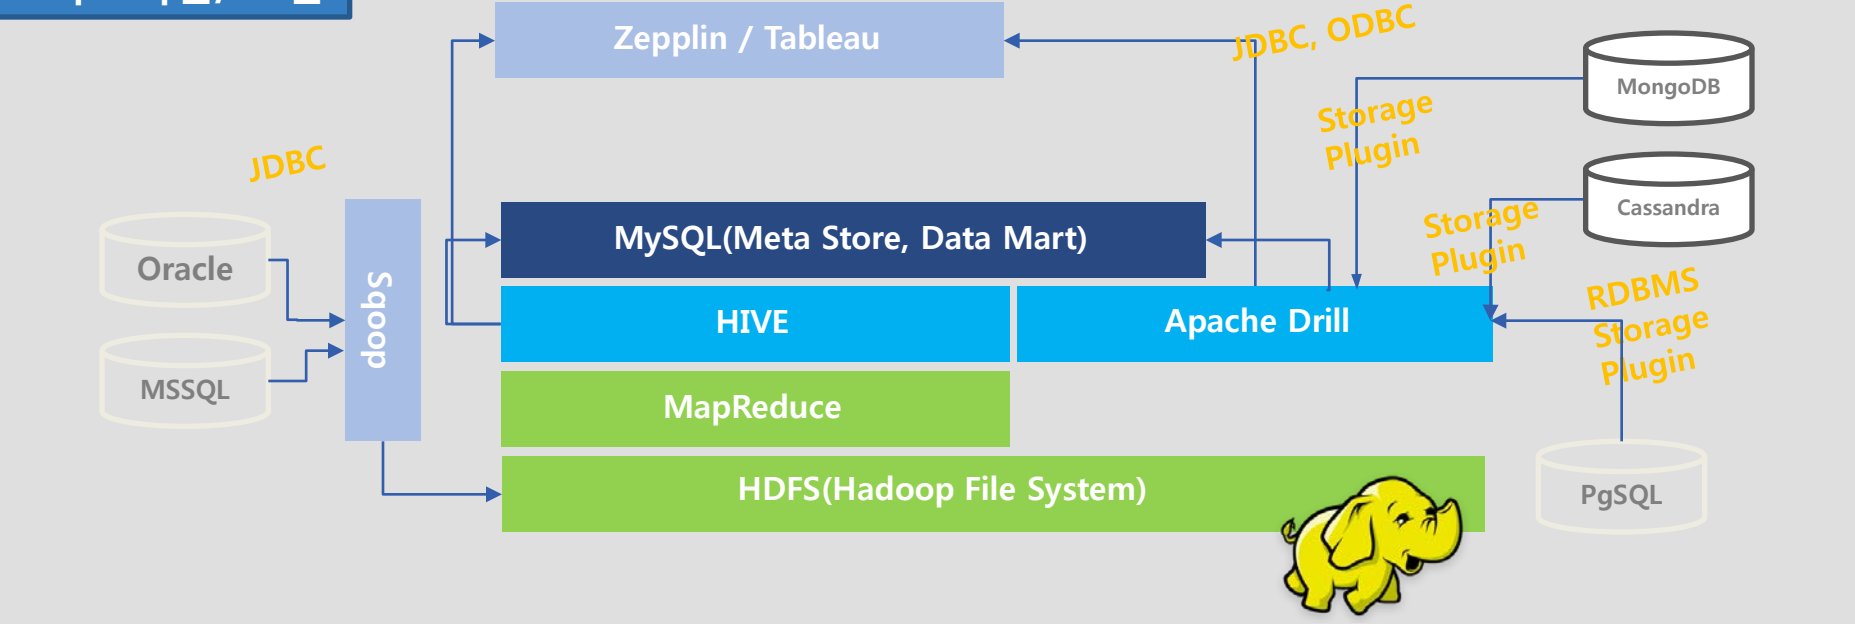 Zepplin / Tableau
JDBC, ODBC
MongoDB
Storage
Plugin
JDBC
Cassandra
MySQL(Meta Store, Data Mart)
Storage
Plugin
Oracle
Sqoop
HIVE
Apache Drill
RDBMS
Storage
Plugin
MSSQL
MapReduce
HDFS(Hadoop File System)
PgSQL